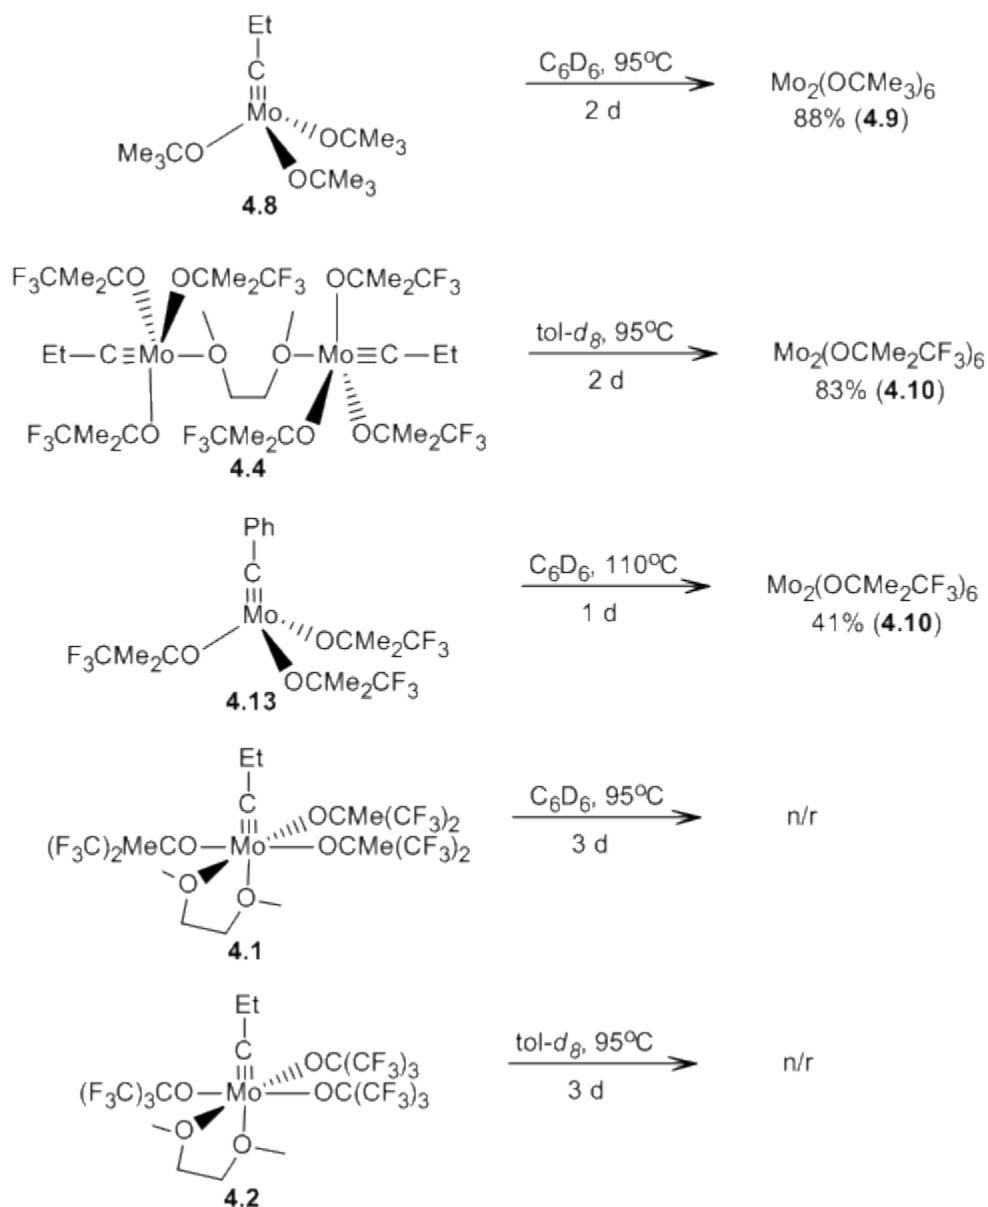 Et
C
C₆D₆, 95°C
Mo₂(OCMe₃)₆
Mo
2 d
88% (4.9)
Me₃CO
OCMe₃
OCMe₃
4.8
F₃CMe₂CO
OCMe₂CF₃
OCMe₂CF₃
tol-d₈, 95°C
Et C Mo O O Mo C Et
Mo₂(OCMe₂CF₃)₆
2 d
83% (4.10)
F₃CMe₂CO
F₃CMe₂CO
OCMe₂CF₃
4.4
Ph
C
C₆D₆, 110°C
Mo₂(OCMe₂CF₃)₆
Mo
1 d
41% (4.10)
F₃CMe₂CO
OCMe₂CF₃
OCMe₂CF₃
4.13
Et
C
C₆D₆, 95°C
n/r
OCMe(CF₃)₂
3 d
(F₃C)₂MeCO Mo OCMe(CF₃)₂
O
O
4.1
Et
C
tol-d₈, 95°C
n/r
OC(CF₃)₃
3 d
(F₃C)₃CO Mo OC(CF₃)₃
O
O
4.2